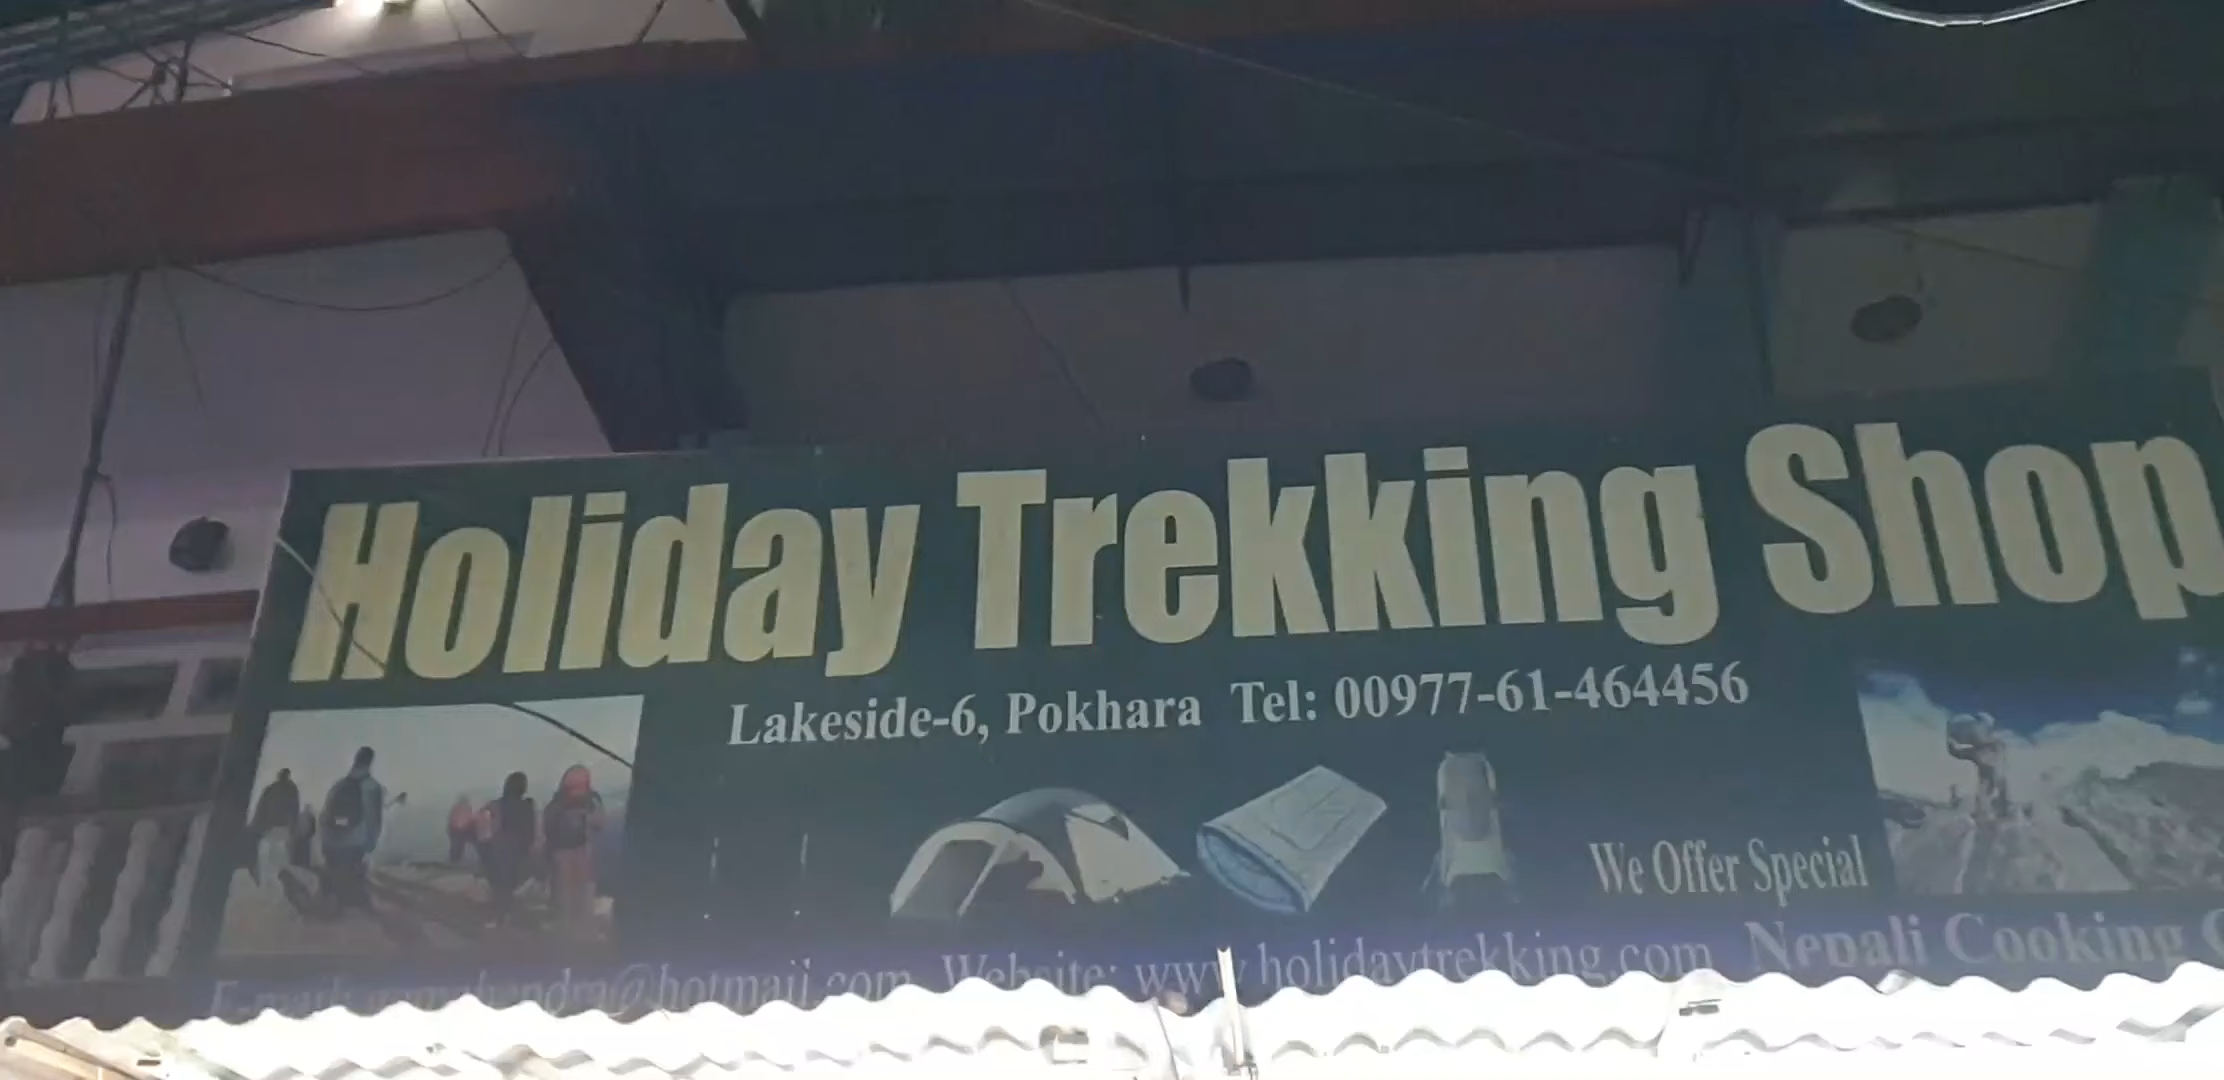 Holiday Trekking Shop
Lakeside-6, Pokhara Tel: 00977-61-464456
We Offer Special
Website: www.holidaytrekking.com Nepali Cooking